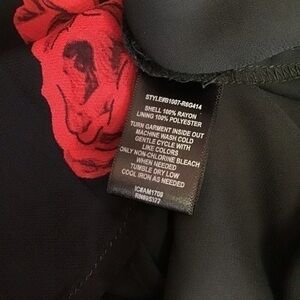 STYLE#B1007-R6G414
SHELL 100% RAYON
LINING 100% POLYESTER
TURN GARMENT INSIDE OUT
MACHINE WASH COLD
GENTLE CYCLE WITH
LIKE COLORS
ONLY NON-CHLORINE BLEACH
WHEN NEEDED
TUMBLE DRY LOW
COOL IRON AS NEEDED